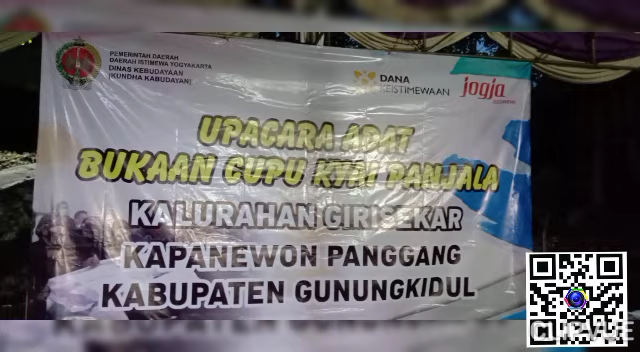 PEMERINTAH DAERAH
DAERAH ISTIMEWA YOGYAKARTA
DINAS KEBUDAYAAN
(KUNDHA KABUDAYAN)
DANA
KEISTIMEWAAN
jogja
UPACARA ADAT
BUKAAN CUPU KYAI PANJALA
KALURAHAN GIRISEKAR
KAPANEWON PANGGANG
KABUPATEN GUNUNGKIDUL